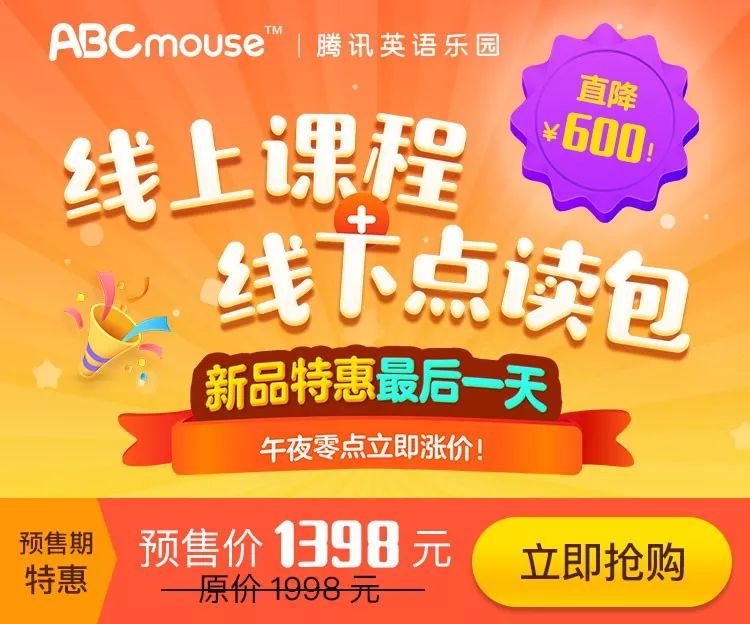 ABCmouse™ | 腾讯英语乐园
直降
¥600!
线上课程
+
线下点读包
新品特惠最后一天
午夜零点立即涨价!
预售期
特惠
预售价 1398 元
原价 1998 元
立即抢购